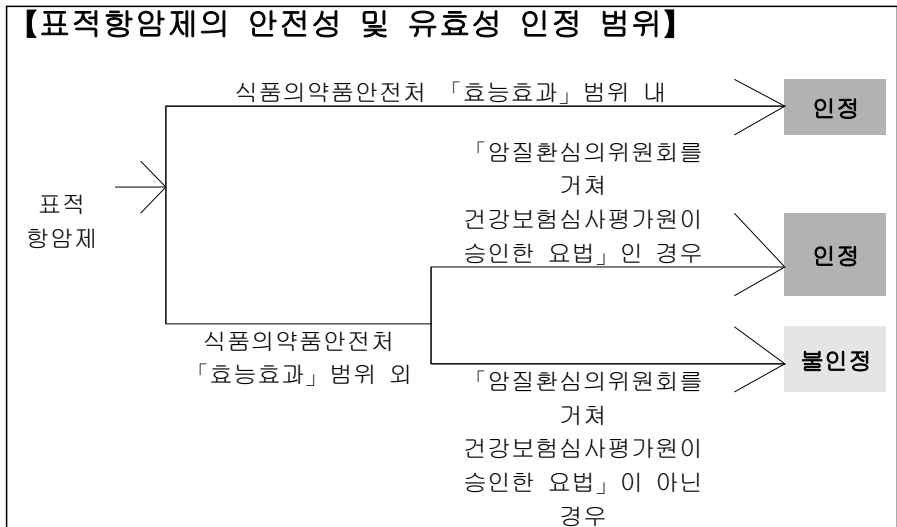 【표적항암제의 안전성 및 유효성 인정 범위】
식품의약품안전처 「효능효과」범위 내
인정
「암질환심의위원회를
거쳐
건강보험심사평가원이
승인한 요법」인 경우
인정
표적
항암제
식품의약품안전처
「효능효과」범위 외
불인정
「암질환심의위원회를
거쳐
건강보험심사평가원이
승인한 요법」이 아닌
경우